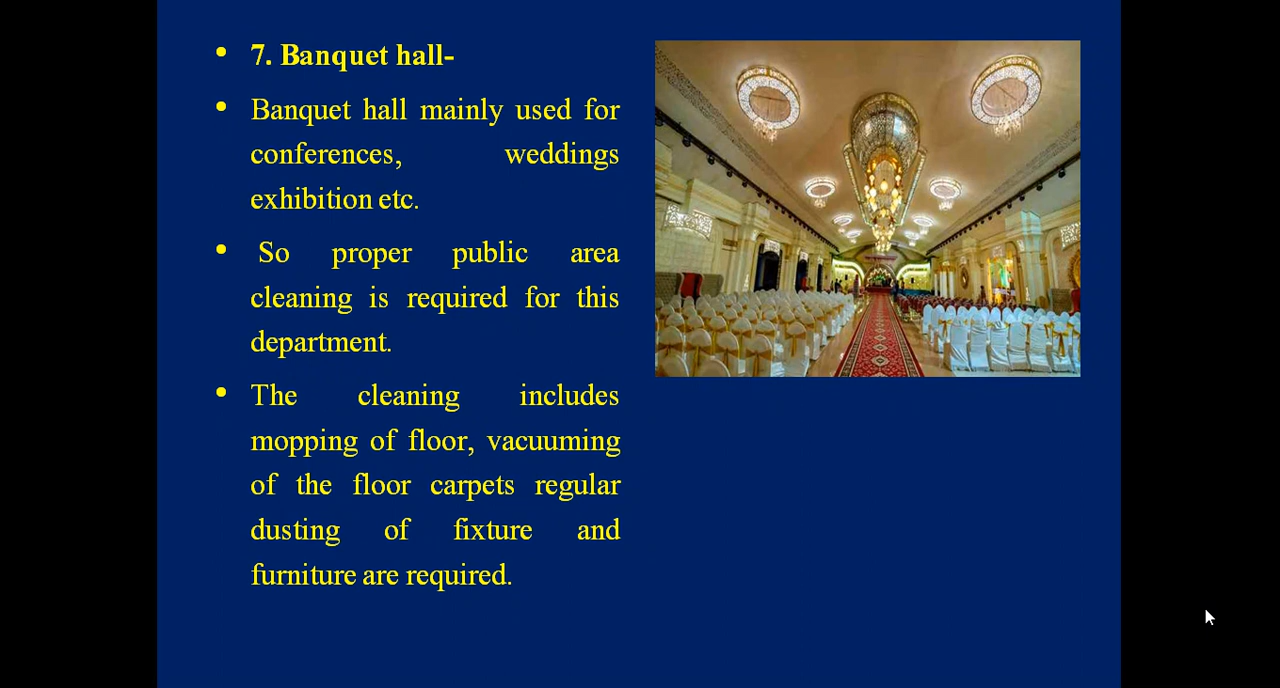 • 7. Banquet hall-
• Banquet hall mainly used for
conferences, weddings
exhibition etc.
• So proper public area
cleaning is required for this
department.
• The cleaning includes
mopping of floor, vacuuming
of the floor carpets regular
dusting of fixture and
furniture are required.